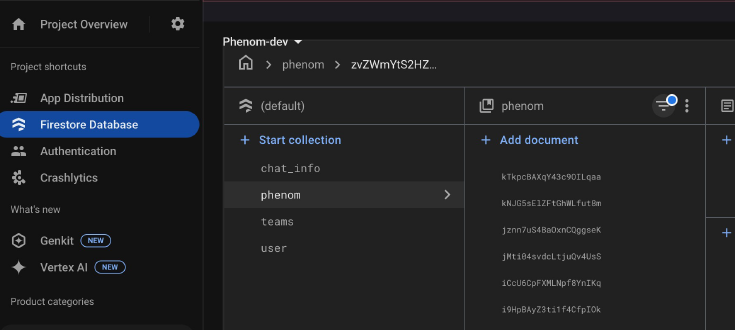 Project Overview
Project shortcuts
App Distribution
Firestore Database
Authentication
Crashlytics
What's new
Genkit NEW
Vertex AI NEW
Product categories
Phenom-dev
phenom > zvZWmYtS2HZ...
(default)
+ Start collection
chat_info
phenom
teams
user
phenom
+ Add document
kTkpcBAXqY43c9OILqaa
kNJG5sElZFtGhWLfut8m
jznn7uS4BaOxnCQggseK
jMti04svdcLtjuQv4UsS
iCcU6CpFXMLNpf8YnIKq
i9HpBAyZ3ti1f4CfpIOk